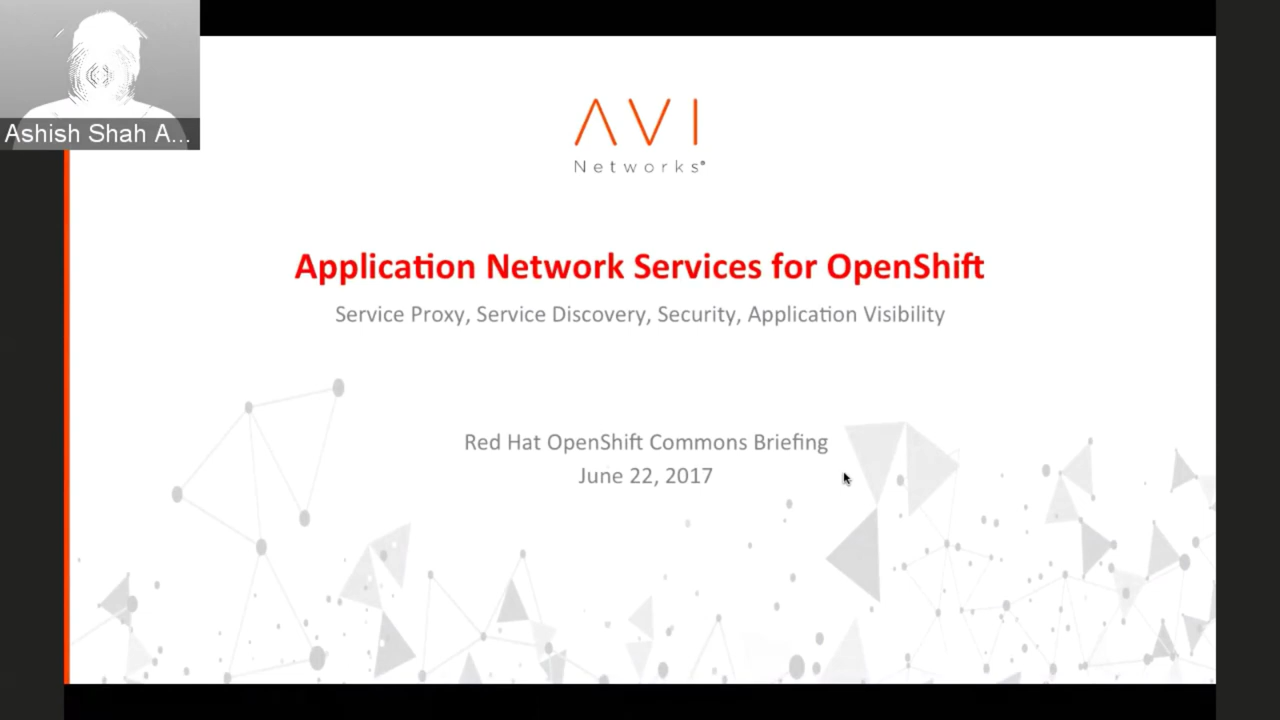 Ashish Shah A...
AVI
Networks®
Application Network Services for OpenShift
Service Proxy, Service Discovery, Security, Application Visibility
Red Hat OpenShift Commons Briefing
June 22, 2017